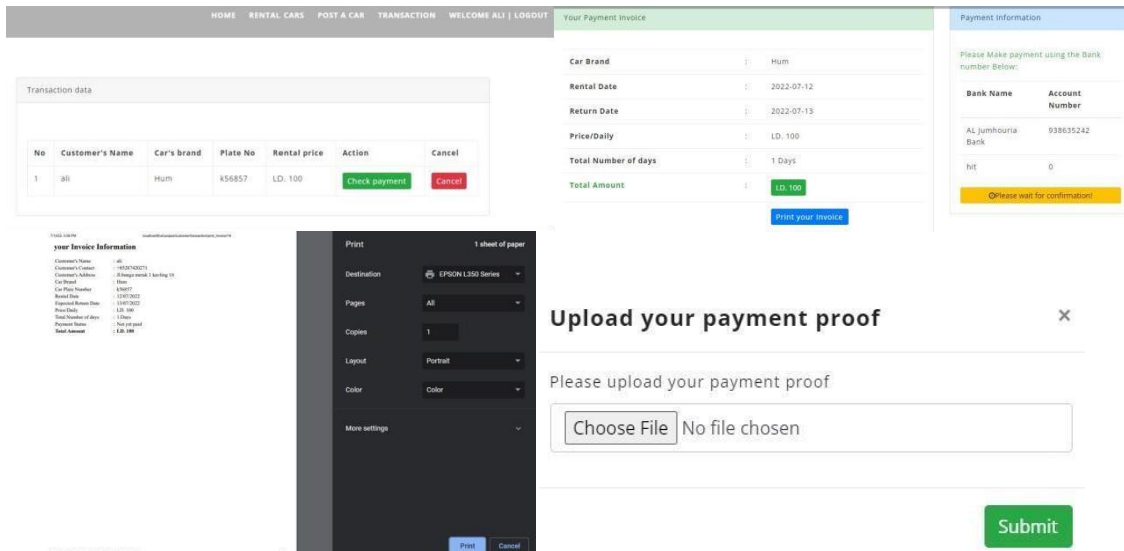 HOME RENTAL CARS POST A CAR TRANSACTION WELCOME ALI | LOGOUT
Transaction data
No Customer's Name Car's brand Plate No Rental price Action Cancel
1 ali Hum k56857 LD. 100 Check payment Cancel
Your Payment Invoice
Car Brand : Hum
Rental Date : 2022-07-12
Return Date : 2022-07-13
Price/Daily : LD. 100
Total Number of days : 1 Days
Total Amount : LD. 100
Print your Invoice
Payment Information
Please Make payment using the Bank
number Below:
Bank Name Account
Number
AL Jumhouria 938635242
Bank
hit 0
Please wait for confirmation!
your Invoice Information
Customer's Name : ali
Customer's Contact
Customer's Address
Car Brand : Hum
Car Plate Number : k56857
Rental Date : 12/07/2022
Expected Return Date : 13/07/2022
Price/Daily : LD. 100
Total Number of days : 1 Days
Payment Status : Not yet paid
Total Amount : LD. 100
Print 1 sheet of paper
Destination EPSON L350 Series
Pages All
Copies 1
Layout Portrait
Color Color
More settings
Print Cancel
Upload your payment proof ×
Please upload your payment proof
Choose File No file chosen
Submit